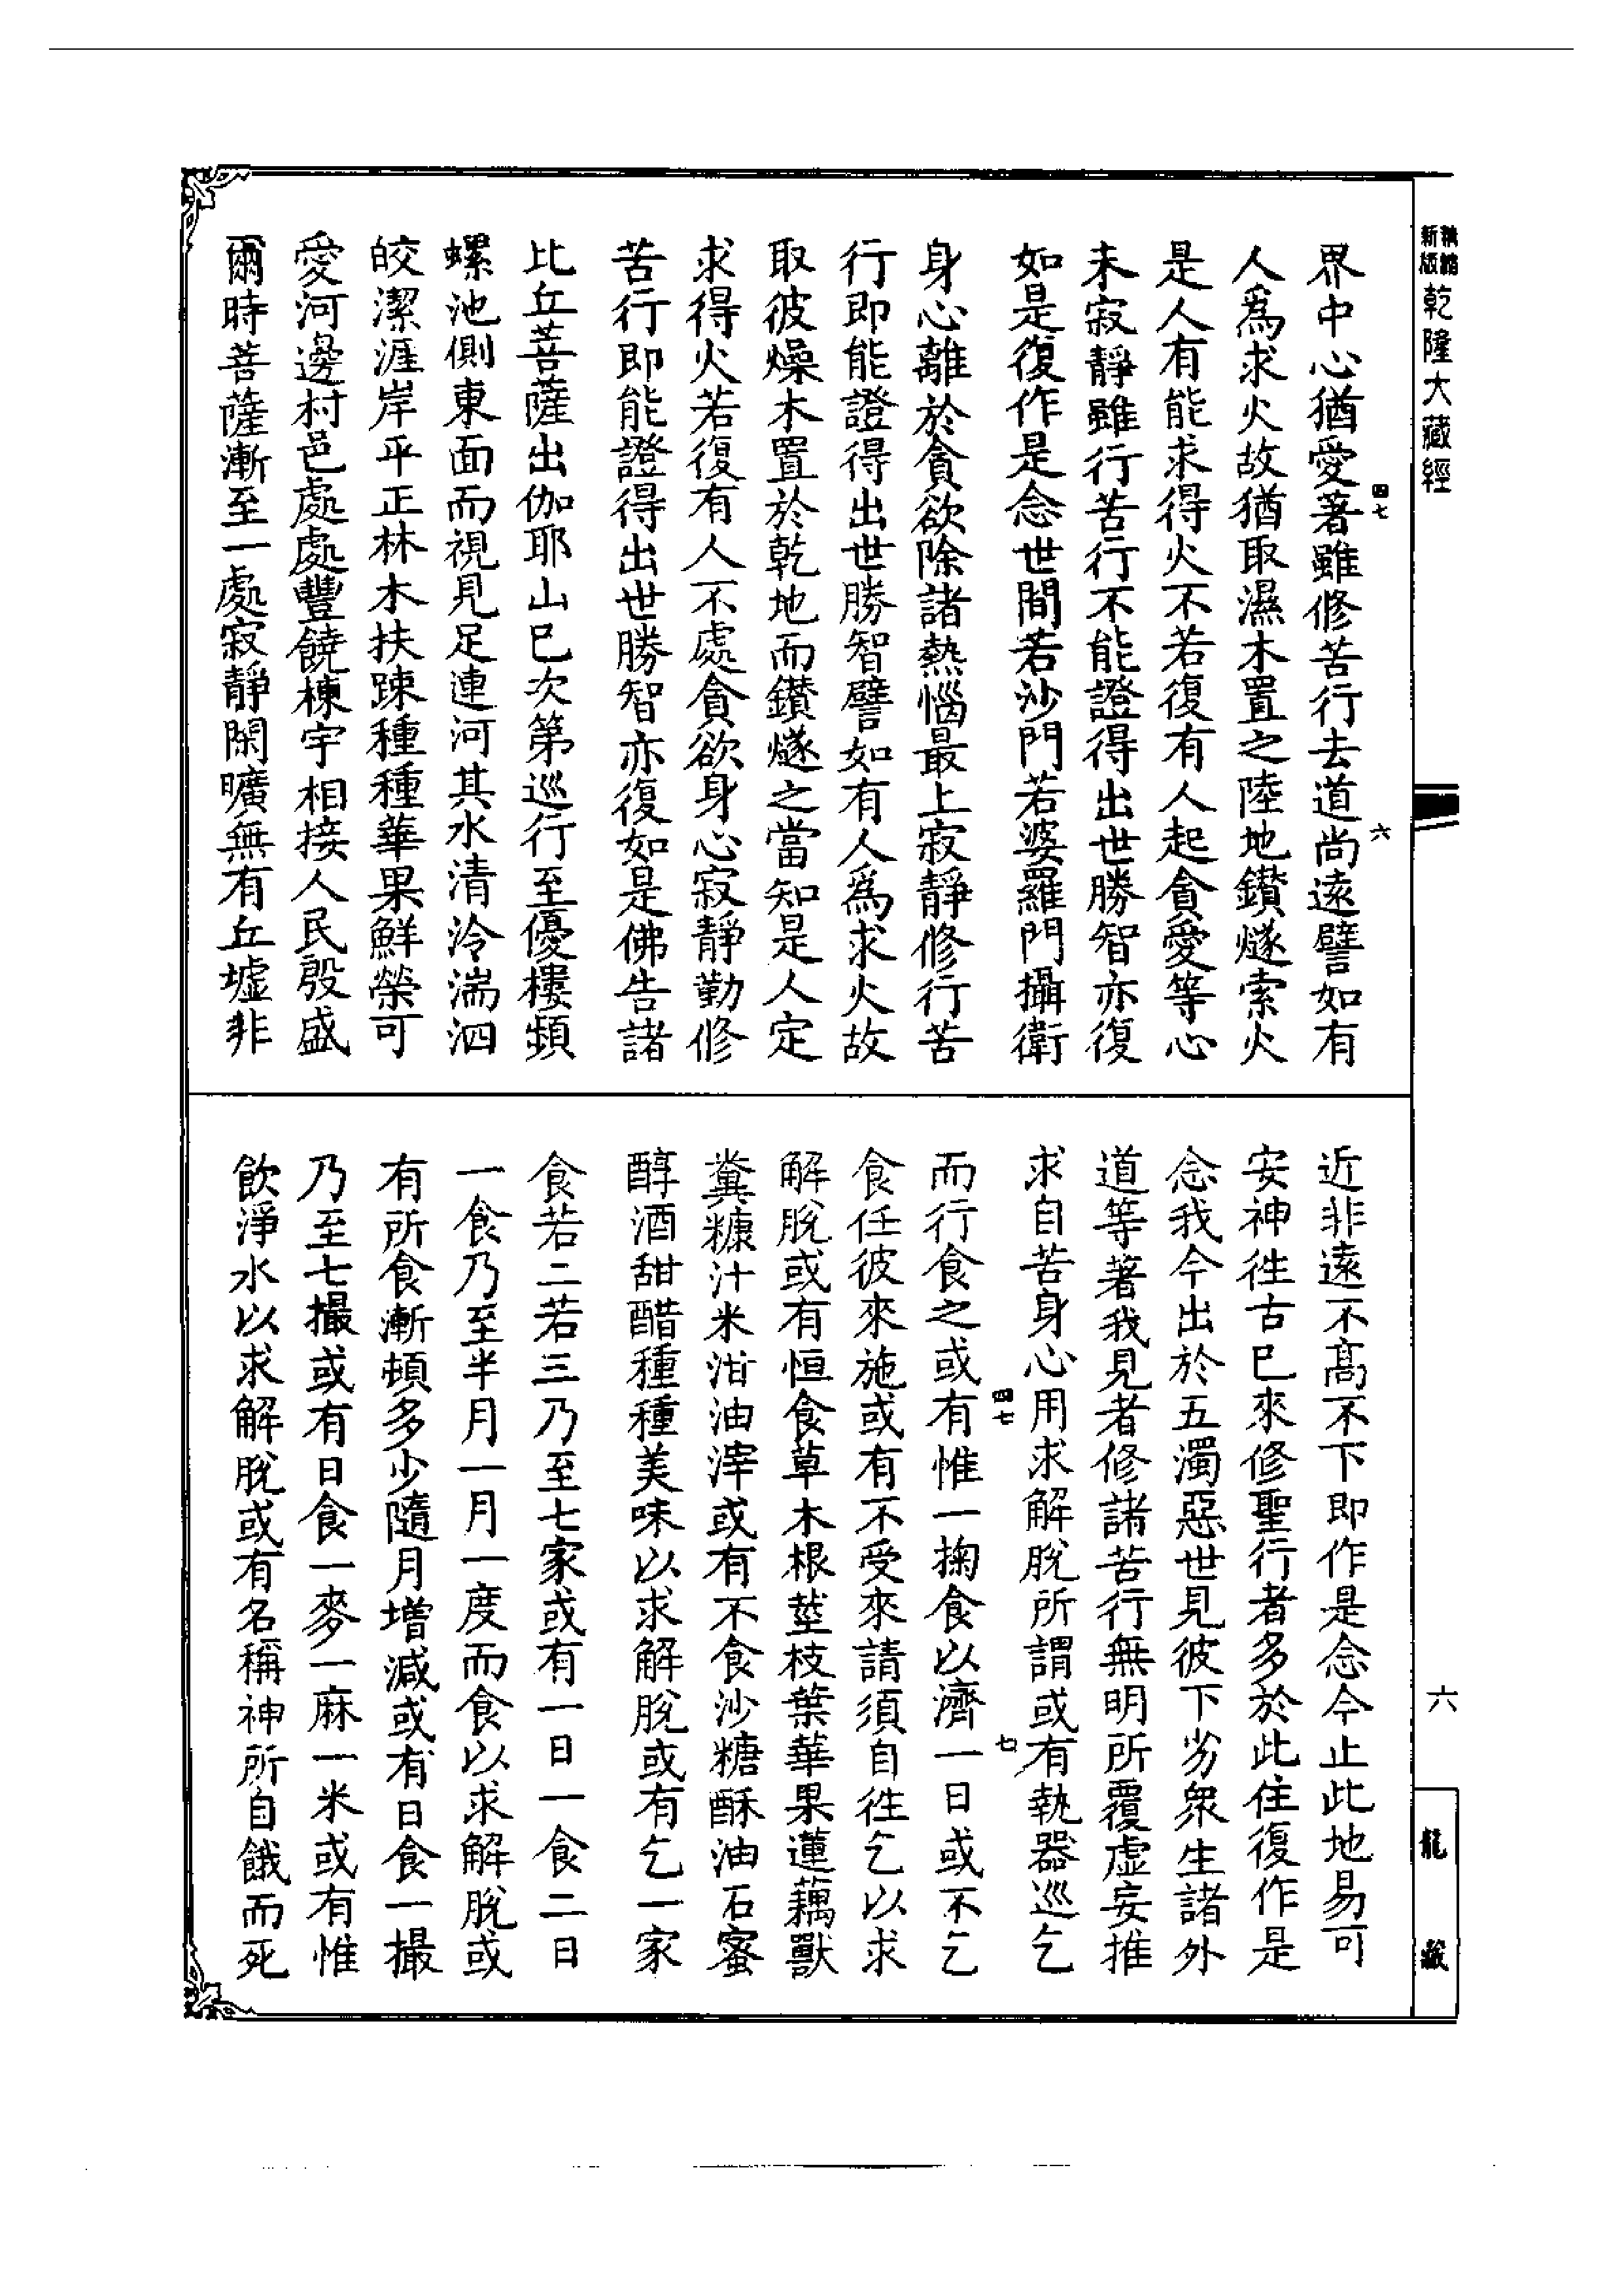 新版
乾隆大藏經
四七
六
界中心猶愛著雖修苦行去道尚遠譬如有
人爲求火故猶取濕木置之陸地鑚燧索火
是人有能求得火不若復有人起貪愛等心
未寂靜雖行苦行不能證得出世勝智亦復
如是復作是念世間若沙門若婆羅門攝衛
身心離於貪欲除諸熱惱最上寂靜修行苦
行即能證得出世勝智譬如有人爲求火故
取彼燥木置於乾地而鑚燧之當知是人定
求得火若復有人不處貪欲身心寂靜勤修
苦行即能證得出世勝智亦復如是佛告諸
比丘菩薩出伽耶山已次第巡行至優樓頻
螺池側東面而視見尼連河其水清泠湍洄
皎潔涯岸平正林木扶踈種種華果鮮榮可
愛河邊村邑處處豐饒棟宇相接人民殷盛
爾時菩薩漸至一處寂靜閑曠無有丘墟非
近非遠不髙不下即作是念今止此地易可
安神徃古已來修聖行者多於此住復作是
念我今出於五濁惡世見彼下劣衆生諸外
道等著我見者修諸苦行無明所覆虛妄推
求自苦身心用求解脫所謂或有執器巡乞
四七
七
而行食之或有惟一掬食以濟一日或不乞
食任彼來施或有不受來請須自徃乞以求
解脫或有恒食草木根莖枝葉華果蓮藕獸
糞糠汁米泔油滓或有不食沙糖酥油石蜜
醇酒甜醋種種美味以求解脫或有乞一家
食若二若三乃至七家或有一日一食二日
一食乃至半月一月一度而食以求解脫或
有所食漸頓多少隨月增減或有日食一撮
乃至七撮或有日食一麥一麻一米或有惟
飲淨水以求解脫或有名稱神所自餓而死
六
龍藏